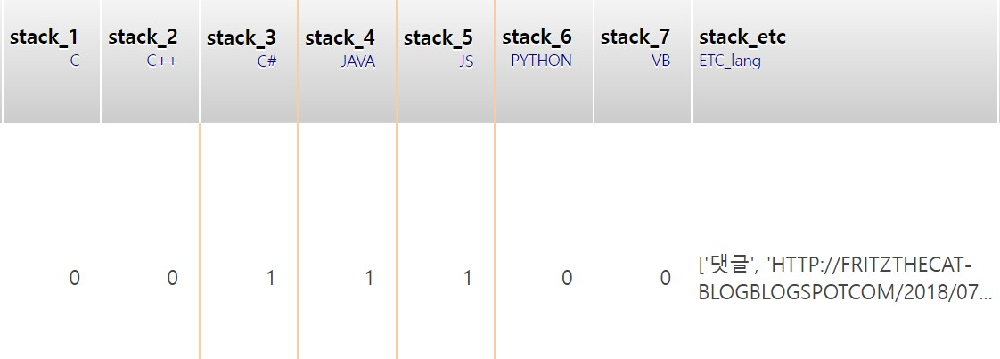 stack_1 stack_2 stack_3 stack_4 stack_5 stack_6 stack_7 stack_etc
C C++ C# JAVA JS PYTHON VB ETC_lang
0 0 1 1 1 0 0 ['댓글', 'HTTP://FRITZTHECAT-
BLOGBLOGSPOTCOM/2018/07...